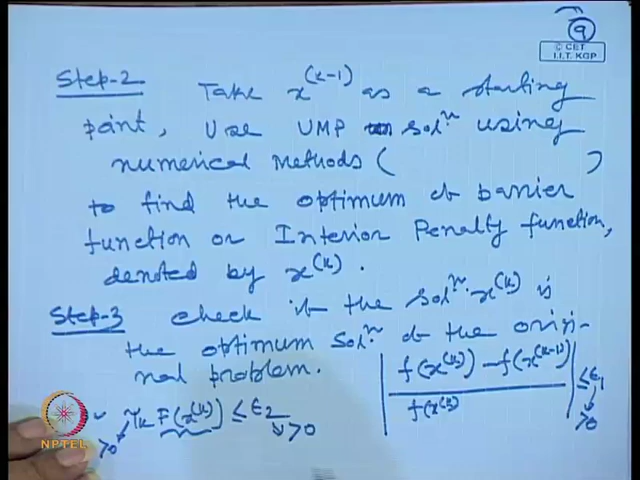 9
© CET
I.I.T. KGP
Step-2 Take x^(k-1) as a starting
point, Use UMP sol^n using
numerical methods ( )
to find the optimum of barrier
function or Interior Penalty function,
denoted by x^(k).
Step-3 check if the sol^n. x^(k) is
the optimum sol^n of the origi-
nal problem.
| f(x^(k)) - f(x^(k-1)) / f(x^(k)) | ≤ ε_1
>0
✓ r_k F(x^(k)) ≤ ε_2
>0 >0
NPTEL